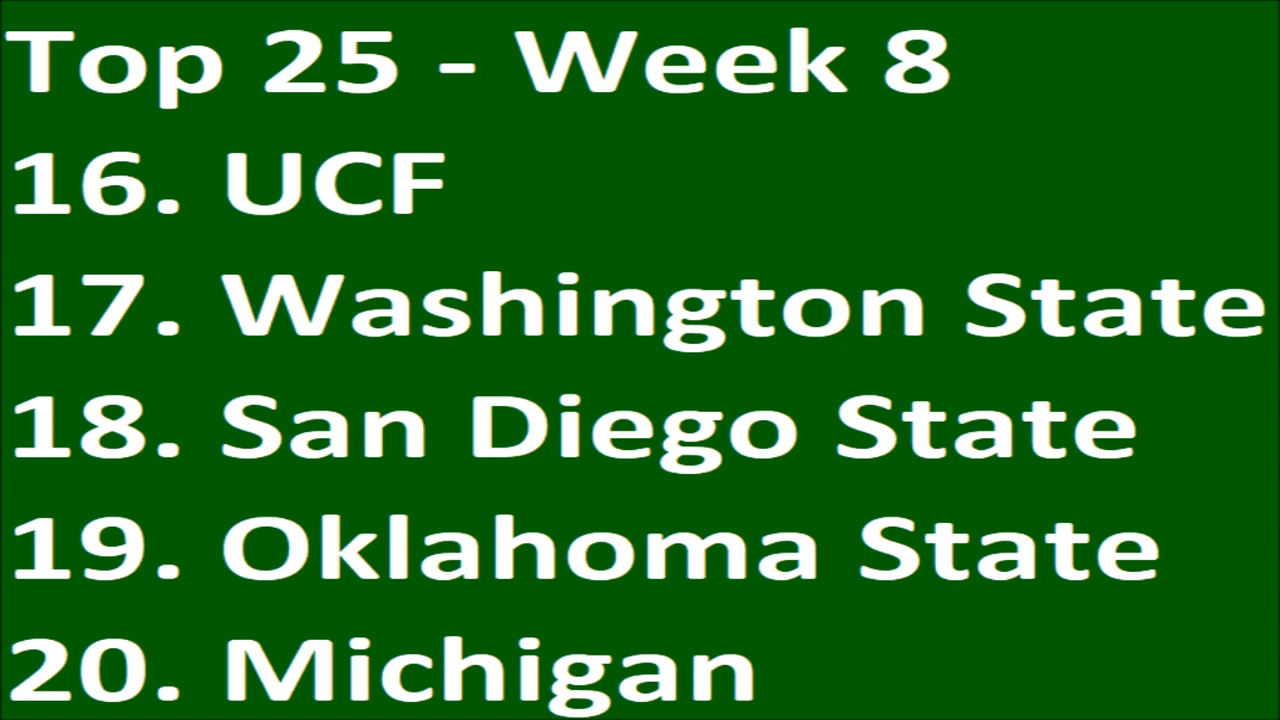 Top 25 - Week 8
16. UCF
17. Washington State
18. San Diego State
19. Oklahoma State
20. Michigan